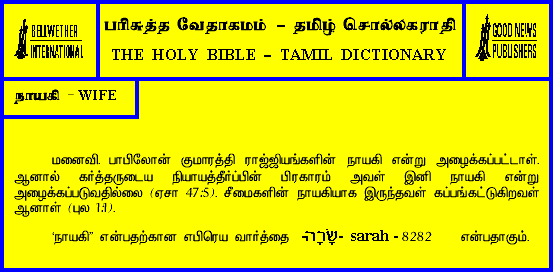 BELLWETHER
INTERNATIONAL
பரிசுத்த வேதாகமம் – தமிழ் சொல்லகராதி
THE HOLY BIBLE – TAMIL DICTIONARY
GOOD NEWS
PUBLISHERS
நாயகி – WIFE
மனைவி. பாபிலோன் குமாரத்தி ராஜ்ஜியங்களின் நாயகி என்று அழைக்கப்பட்டாள்.
ஆனால் கர்த்தருடைய நியாயத்தீர்ப்பின் பிரகாரம் அவள் இனி நாயகி என்று
அழைக்கப்படுவதில்லை (ஏசா 47:5). சீமைகளின் நாயகியாக இருந்தவள் கப்பங்கட்டுகிறவள்
ஆனாள் (புல 1:1).
‘நாயகி” என்பதற்கான எபிரெய வார்த்தை -שָׂרָה- sarah - 8282 என்பதாகும்.